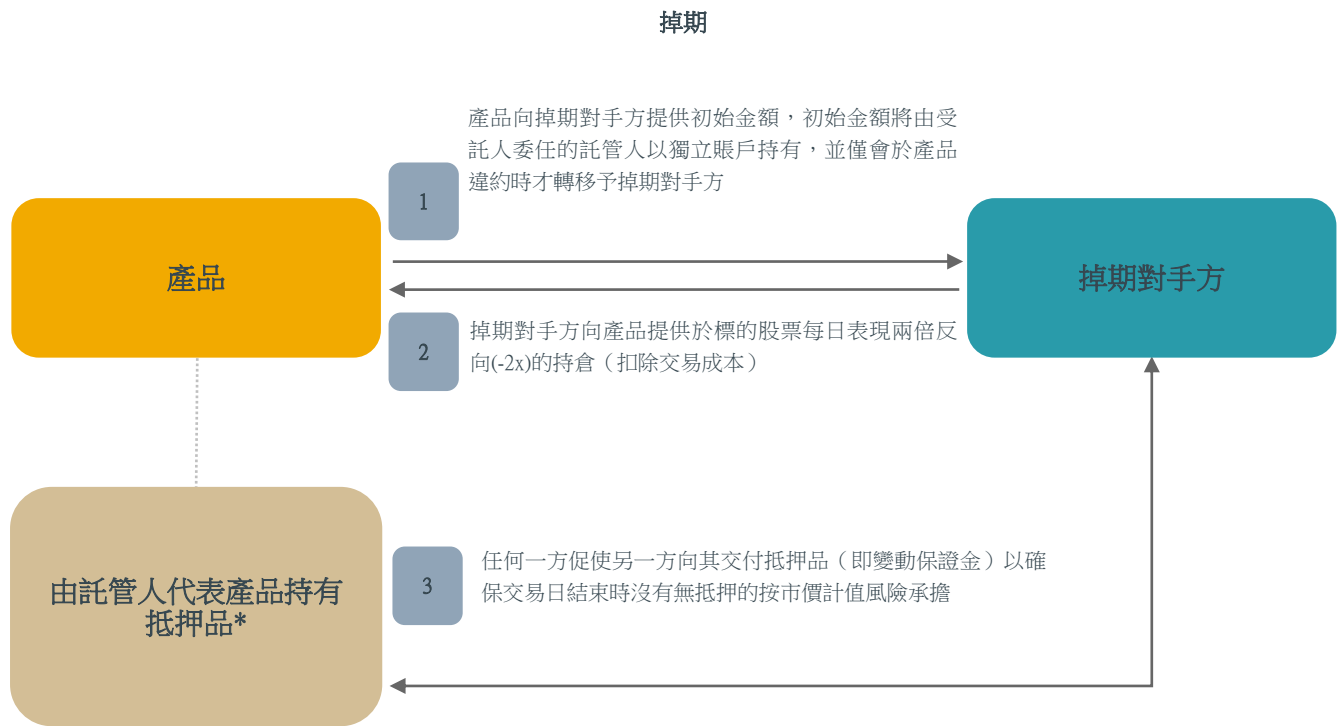 掉期
產品向掉期對手方提供初始金額，初始金額將由受
託人委任的託管人以獨立賬戶持有，並僅會於產品
違約時才轉移予掉期對手方
1
產品
掉期對手方
2
掉期對手方向產品提供於標的股票每日表現兩倍反
向(-2x)的持倉（扣除交易成本）
由託管人代表產品持有
抵押品*
3
任何一方促使另一方向其交付抵押品（即變動保證金）以確
保交易日結束時沒有無抵押的按市價計值風險承擔